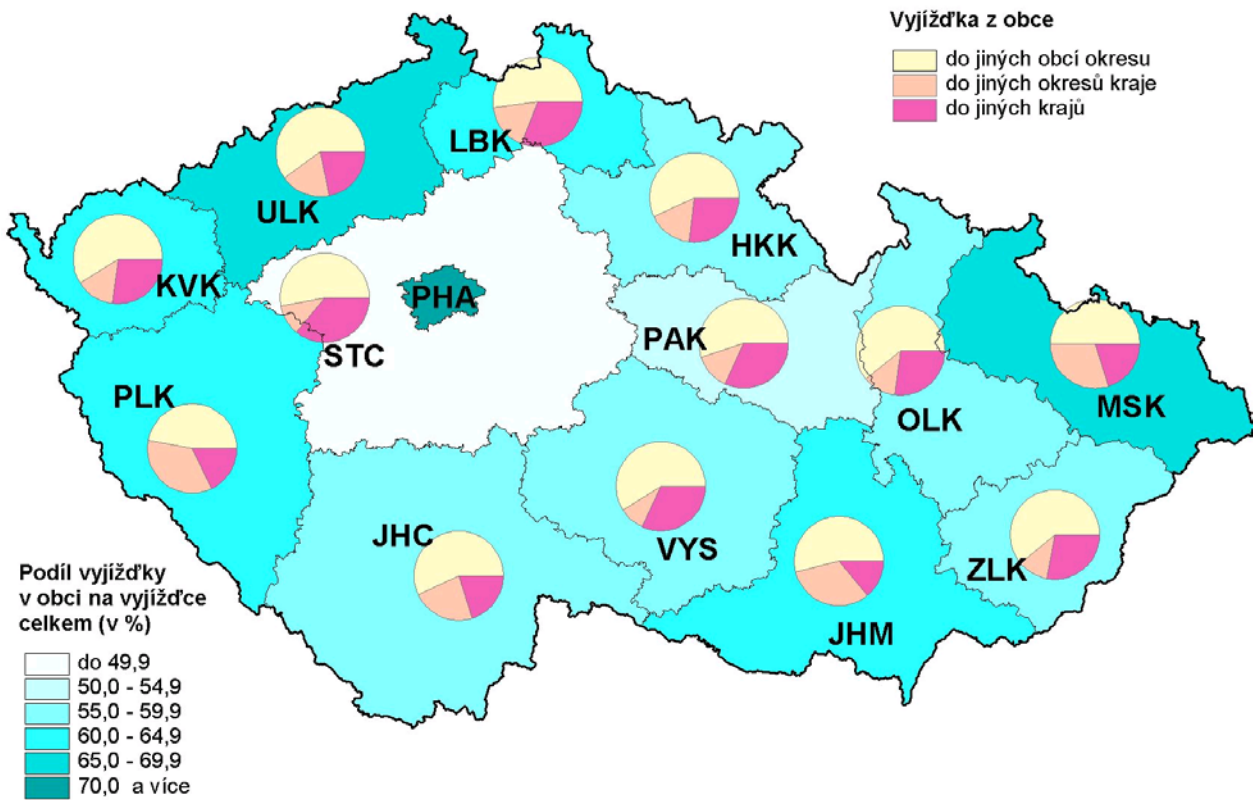 Vyjížďka z obce
do jiných obcí okresu
do jiných okresů kraje
do jiných krajů
LBK
ULK
HKK
KVK
PHA
PAK
STC
PLK
MSK
OLK
JHC
VYS
ZLK
JHM
Podíl vyjížďky
v obci na vyjížďce
celkem (v %)
do 49,9
50,0 - 54,9
55,0 - 59,9
60,0 - 64,9
65,0 - 69,9
70,0 a více